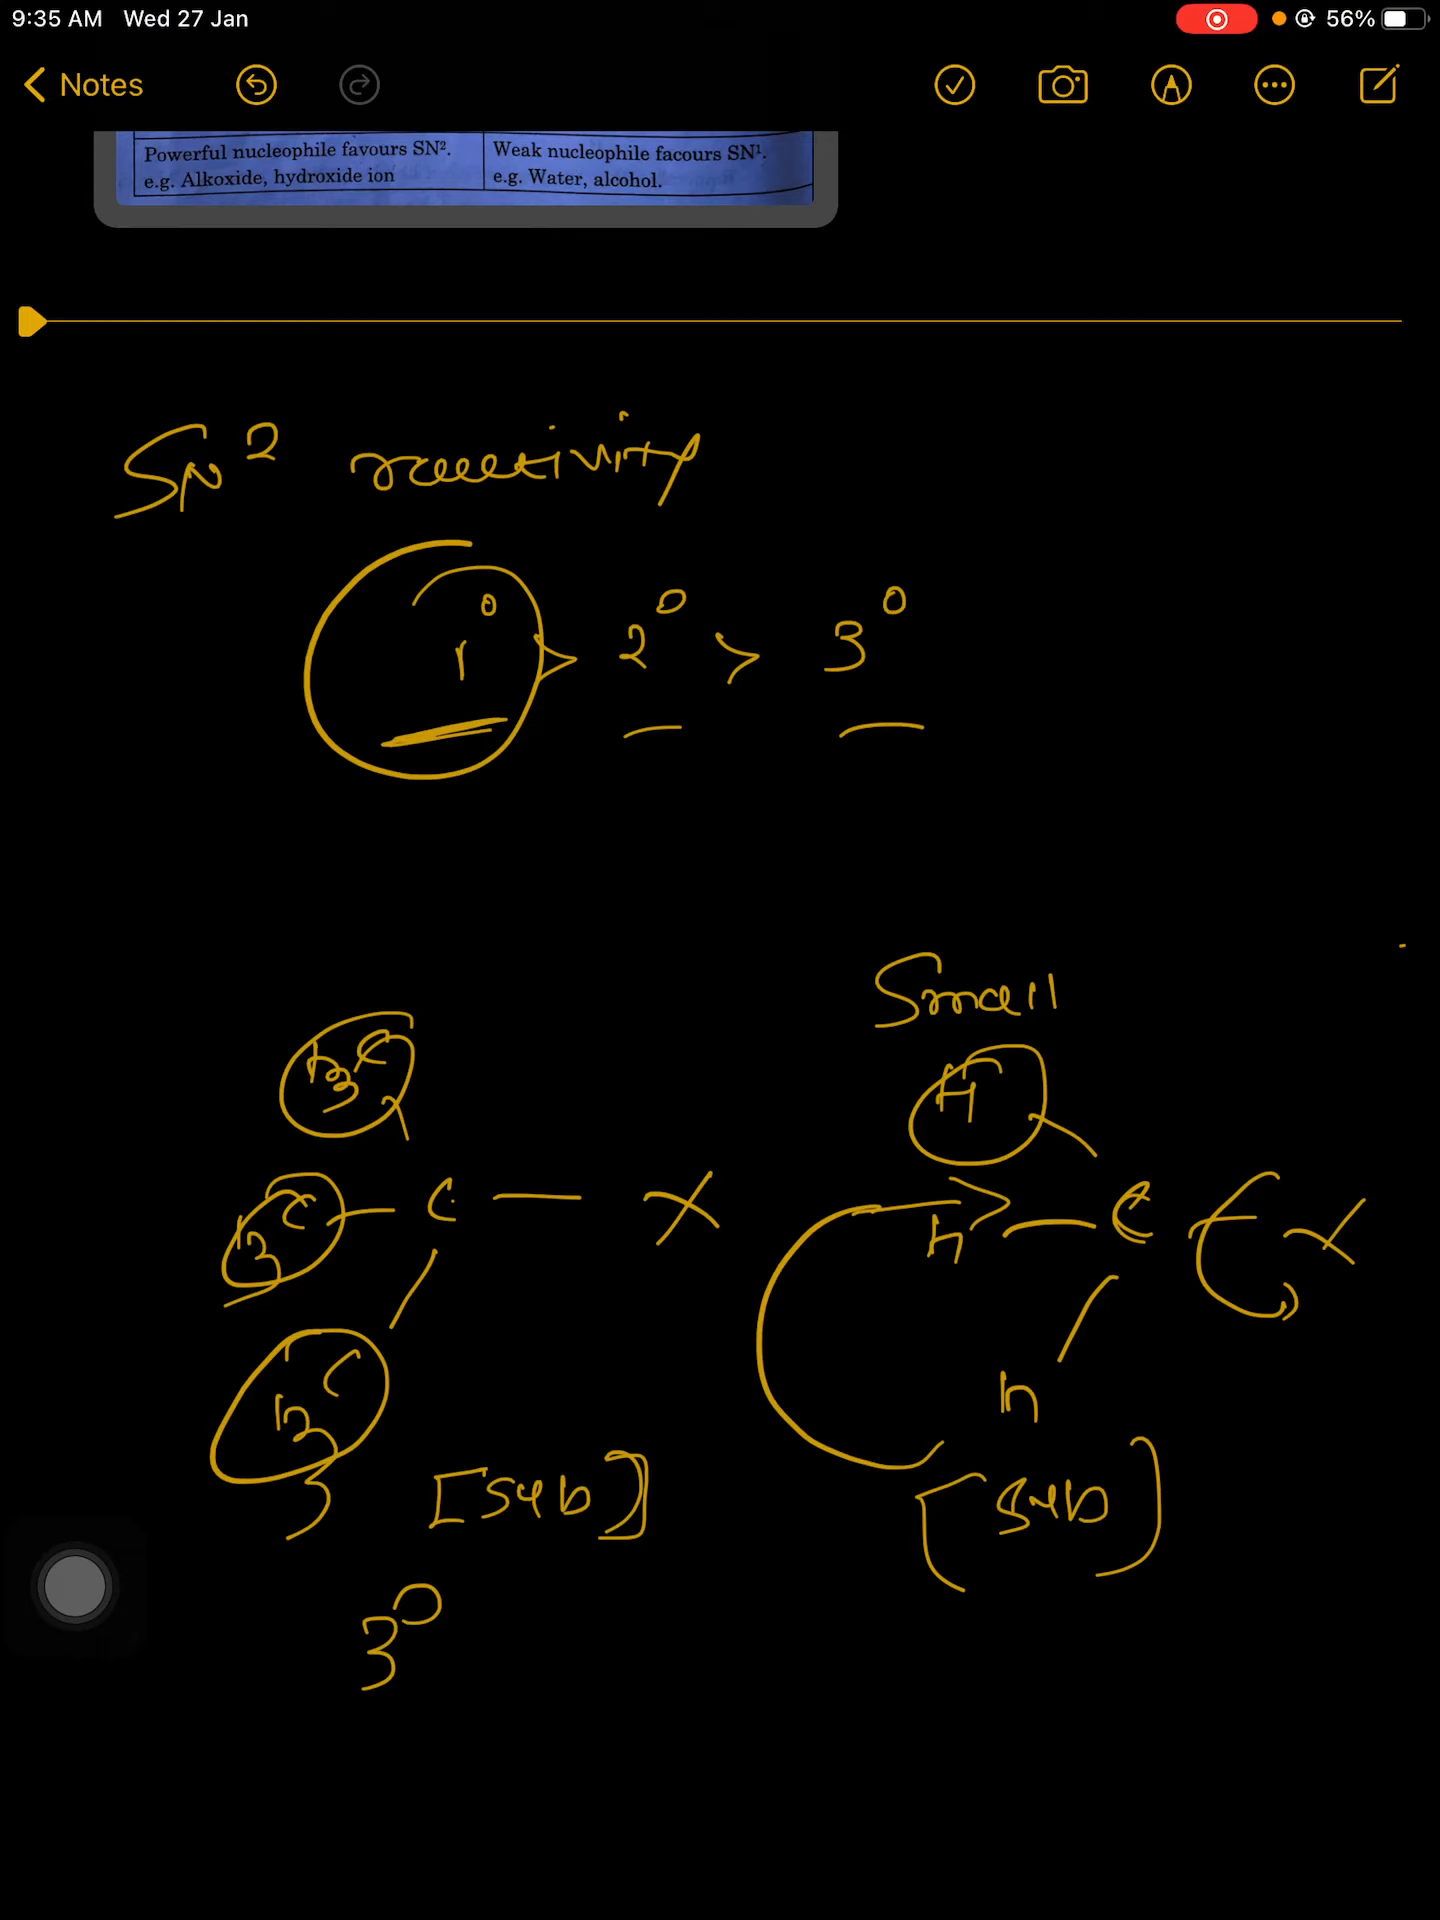 9:35 AM Wed 27 Jan 56%
Notes
Powerful nucleophile favours SN². Weak nucleophile facours SN¹.
e.g. Alkoxide, hydroxide ion e.g. Water, alcohol.
SN² reactivity
1° > 2° > 3°
Small
H3C H
H3C — C — X H — C X
H3C H
[Sub] [Sub]
3°